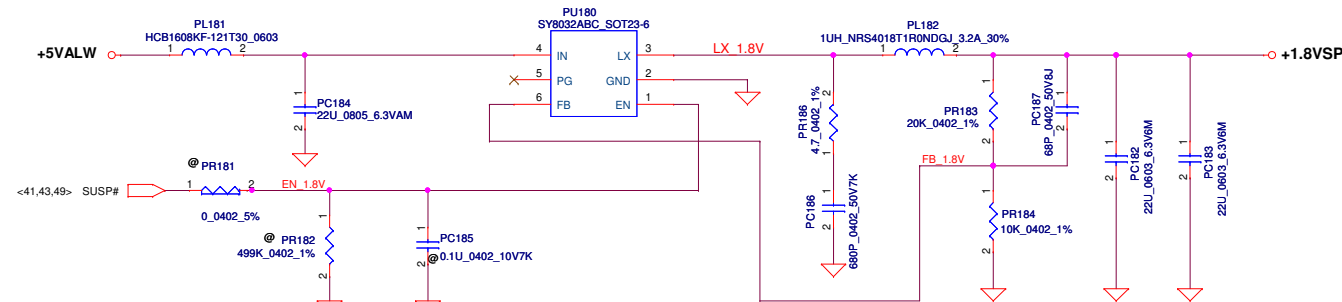 PL181
HCB1608KF-121T30_0603
1
2
+5VALW
PC184
22U_0805_6.3VAM
1
2
PU180
SY8032ABC_SOT23-6
4
IN
LX
3
5
PG
GND
2
6
FB
EN
1
LX_1.8V
PL182
1UH_NRS4018T1R0NDGJ_3.2A_30%
1
2
+1.8VSP
PR186
4.7_0402_1%
2
1
PC186
680P_0402_50V7K
1
2
PR183
20K_0402_1%
1
2
PC187
68P_0402_50V8J
1
2
FB_1.8V
PR184
10K_0402_1%
1
2
PC182
22U_0603_6.3V6M
1
2
PC183
22U_0603_6.3V6M
1
2
<41,43,49> SUSP#
@
PR181
1
2
0_0402_5%
EN_1.8V
@
PR182
499K_0402_1%
1
2
PC185
@
0.1U_0402_10V7K
1
2